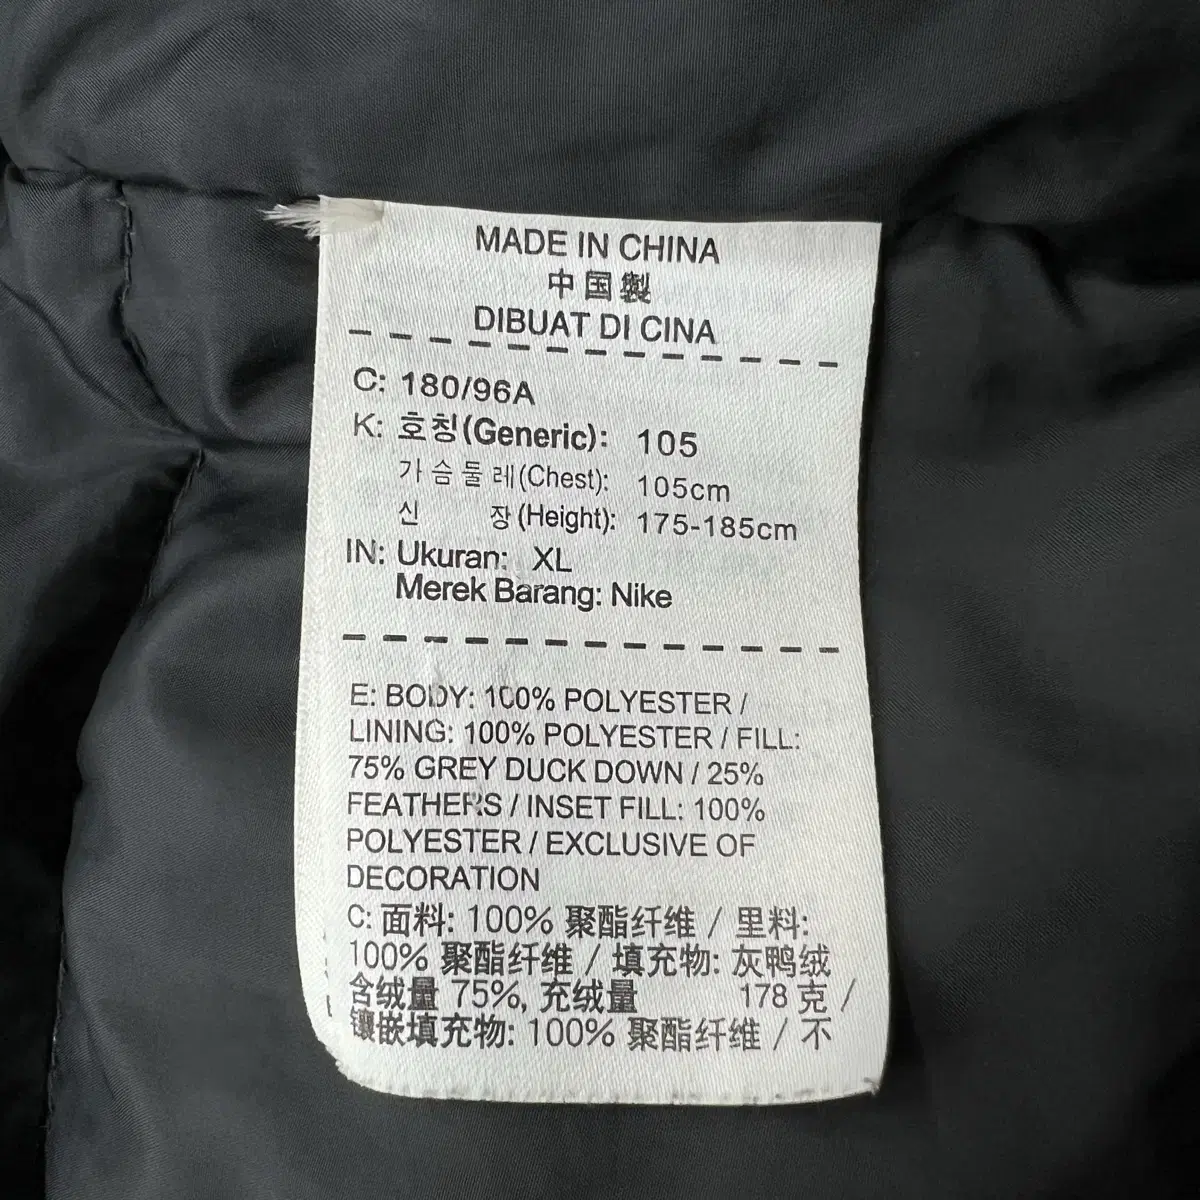 MADE IN CHINA
中国製
DIBUAT DI CINA
C: 180/96A
K: 호칭(Generic): 105
가슴둘레(Chest): 105cm
신 장(Height): 175-185cm
IN: Ukuran: XL
Merek Barang: Nike
E: BODY: 100% POLYESTER /
LINING: 100% POLYESTER / FILL:
75% GREY DUCK DOWN / 25%
FEATHERS / INSET FILL: 100%
POLYESTER / EXCLUSIVE OF
DECORATION
C: 面料: 100% 聚酯纤维 / 里料:
100% 聚酯纤维 / 填充物: 灰鸭绒
含绒量 75%, 充绒量 178 克 /
镶嵌填充物: 100% 聚酯纤维 / 不